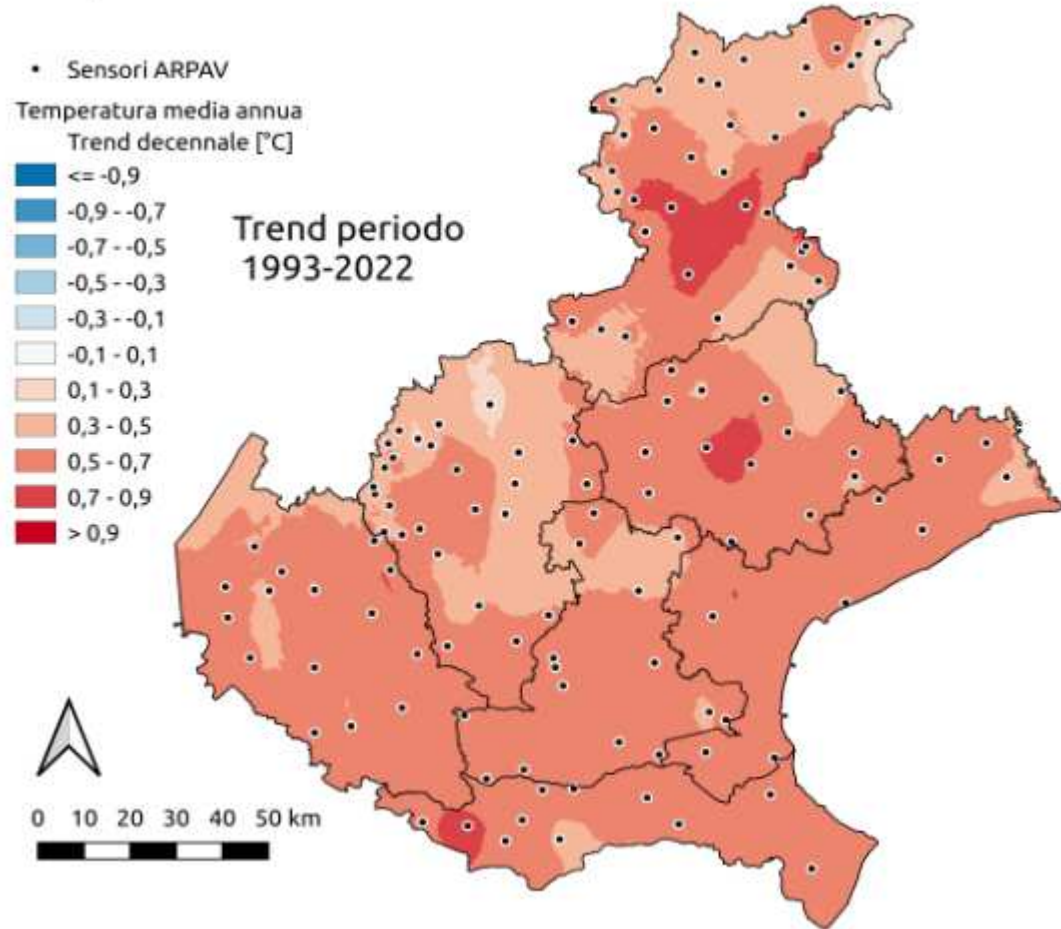 Sensori ARPAV
Temperatura media annua
Trend decennale [°C]
<= -0,9
-0,9 - -0,7
-0,7 - -0,5
-0,5 - -0,3
-0,3 - -0,1
-0,1 - 0,1
0,1 - 0,3
0,3 - 0,5
0,5 - 0,7
0,7 - 0,9
> 0,9
Trend periodo
1993-2022
0 10 20 30 40 50 km